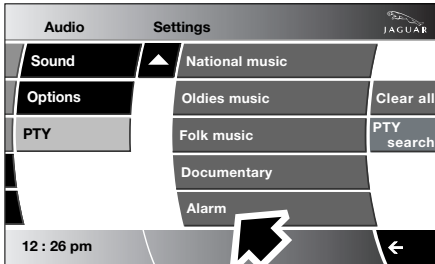 Audio Settings
JAGUAR
Sound
National music
Options
Oldies music
Clear all
PTY
Folk music
PTY
search
Documentary
Alarm
12 : 26 pm